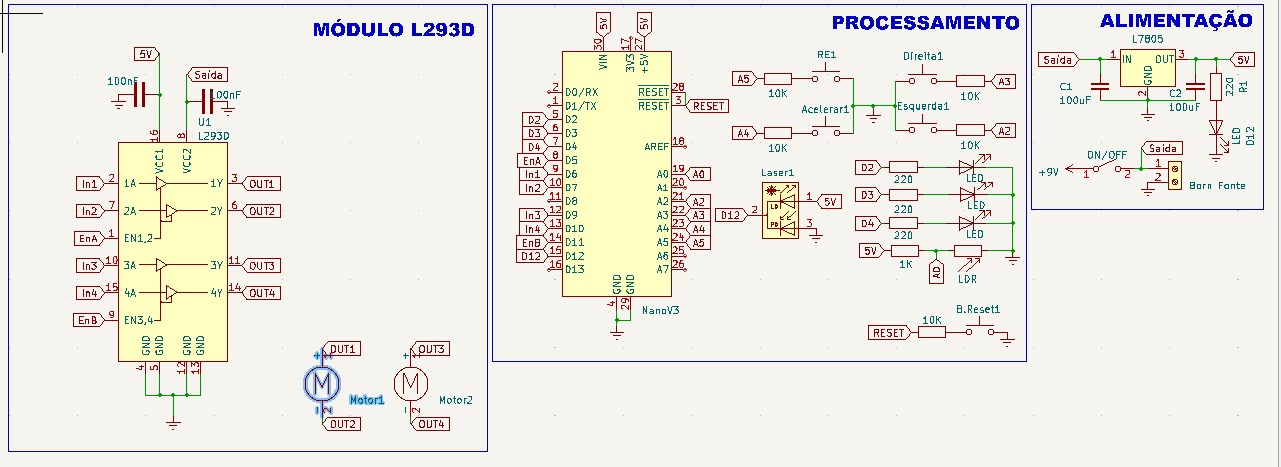 MÓDULO L293D
5V
Saída
100nF
00nF
U1
L293D
16
8
VCC1
VCC2
In1 2 1A 1Y 3 OUT1
In2 7 2A 2Y 6 OUT2
EnA 1 EN1,2
In3 10 3A 3Y 11 OUT3
In4 15 4A 4Y 14 OUT4
EnB 9 EN3,4
GND GND GND GND
4 5 12 13
OUT1
+ 1
M
Motor1
- 2
OUT2
OUT3
+ 1
M
Motor2
- 2
OUT4
PROCESSAMENTO
5V 5V
30 17 27
VIN 3V3 +5V
2 D0/RX RESET 28
1 D1/TX RESET 3 RESET
D2 5 D2
D3 6 D3
D4 7 D4 AREF 18
EnA 8 D5
In1 9 D6 A0 19 A0
In2 10 D7 A1 20
11 D8 A2 21 A2
In3 12 D9 A3 22 A3
In4 13 D10 A4 23 A4
EnB 14 D11 A5 24 A5
D12 15 D12 A6 25
16 D13 A7 26
GND GND
4 29
NanoV3
RE1
A5 10K
Acelerar1
A4 10K
Direita1
10K A3
Esquerda1
10K A2
Laser1
D12 2 LD PD 1 5V
3
D2 220 LED
D3 220 LED
D4 220 LED
5V 1K LDR
A0
B.Reset1
RESET 10K
ALIMENTAÇÃO
L7805
Saída 1 IN OUT 3 5V
GND
2
C1
100uF
C2
100uF
220
R1
LED
D12
+9V 1 ON/OFF 2
Saída
1
2
Born Fonte